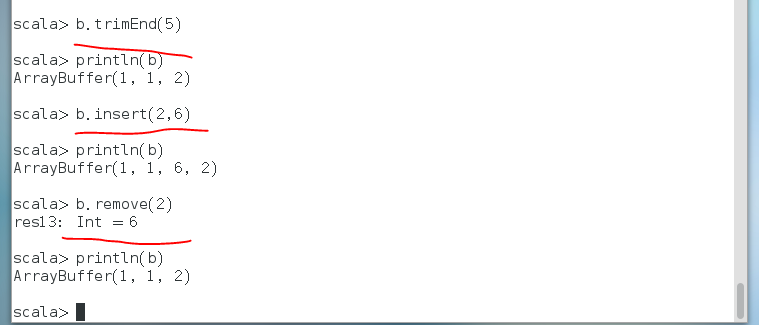 scala> b.trimEnd(5)
scala> println(b)
ArrayBuffer(1, 1, 2)
scala> b.insert(2,6)
scala> println(b)
ArrayBuffer(1, 1, 6, 2)
scala> b.remove(2)
res13: Int = 6
scala> println(b)
ArrayBuffer(1, 1, 2)
scala>